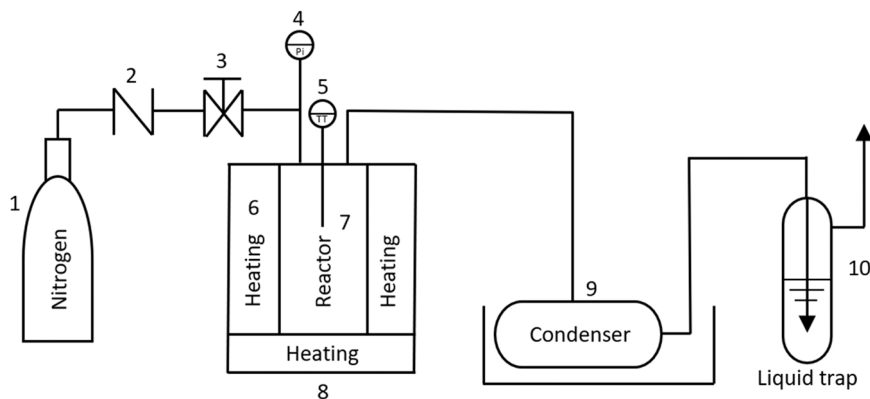 4
2
3
5
Pi
TT
1
6
7
Nitrogen
Heating
Reactor
Heating
10
9
Condenser
Heating
Liquid trap
8